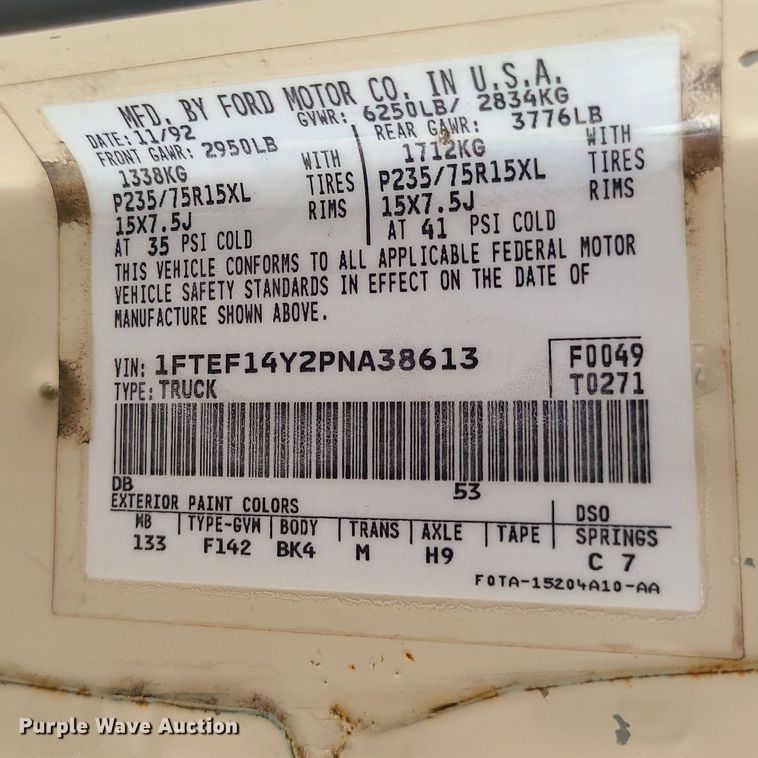 MFD. BY FORD MOTOR CO. IN U.S.A.
DATE: 11/92 GVWR: 6250LB/ 2834KG
FRONT GAWR: 2950LB REAR GAWR: 3776LB
1338KG WITH 1712KG WITH
P235/75R15XL TIRES P235/75R15XL TIRES
15X7.5J RIMS 15X7.5J RIMS
AT 35 PSI COLD AT 41 PSI COLD
THIS VEHICLE CONFORMS TO ALL APPLICABLE FEDERAL MOTOR
VEHICLE SAFETY STANDARDS IN EFFECT ON THE DATE OF
MANUFACTURE SHOWN ABOVE.
VIN: 1FTEF14Y2PNA38613 F0049
TYPE: TRUCK T0271
DB 53
EXTERIOR PAINT COLORS DSO
WB TYPE-GVW BODY TRANS AXLE TAPE SPRINGS
133 F142 BK4 M H9 C 7
F0TA-15204A10-AA
Purple Wave Auction